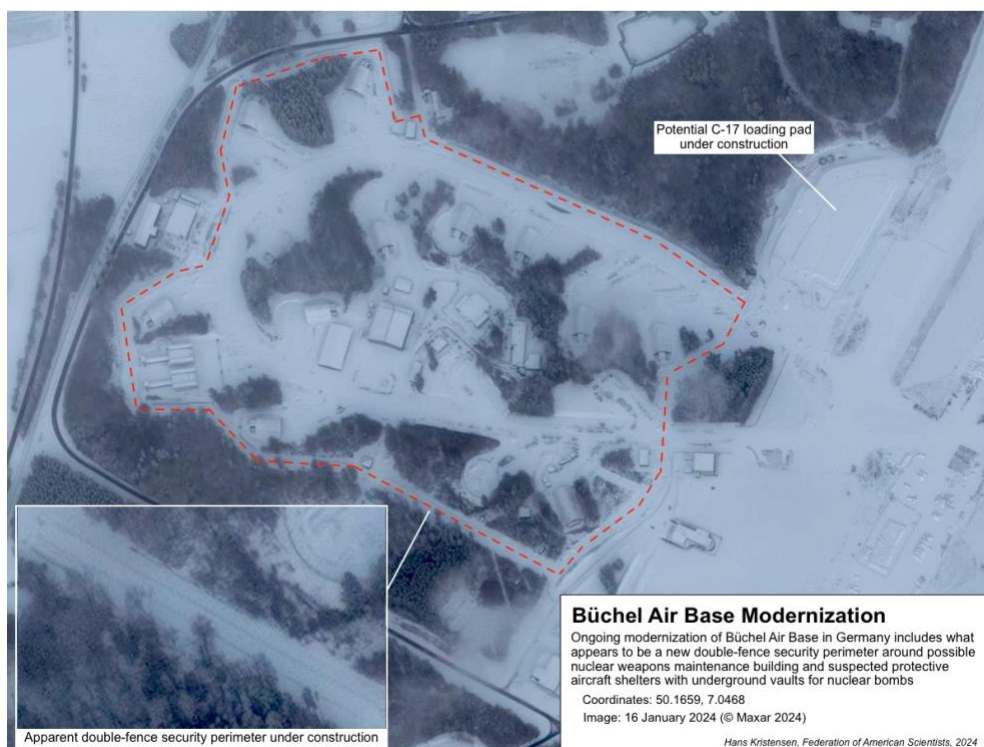 Potential C-17 loading pad
under construction
Apparent double-fence security perimeter under construction
Büchel Air Base Modernization
Ongoing modernization of Büchel Air Base in Germany includes what
appears to be a new double-fence security perimeter around possible
nuclear weapons maintenance building and suspected protective
aircraft shelters with underground vaults for nuclear bombs
Coordinates: 50.1659, 7.0468
Image: 16 January 2024 (© Maxar 2024)
Hans Kristensen, Federation of American Scientists, 2024